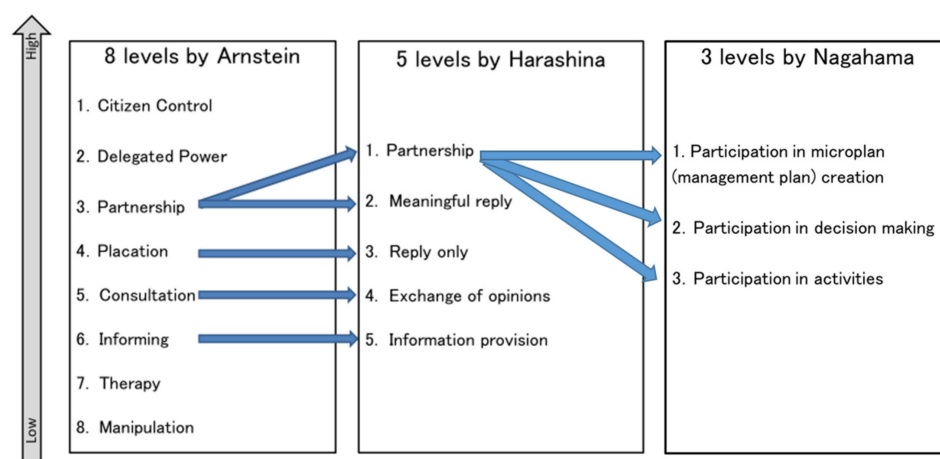 High
Low
8 levels by Arnstein
1. Citizen Control
2. Delegated Power
3. Partnership
4. Placation
5. Consultation
6. Informing
7. Therapy
8. Manipulation
5 levels by Harashina
1. Partnership
2. Meaningful reply
3. Reply only
4. Exchange of opinions
5. Information provision
3 levels by Nagahama
1. Participation in microplan
(management plan) creation
2. Participation in decision making
3. Participation in activities